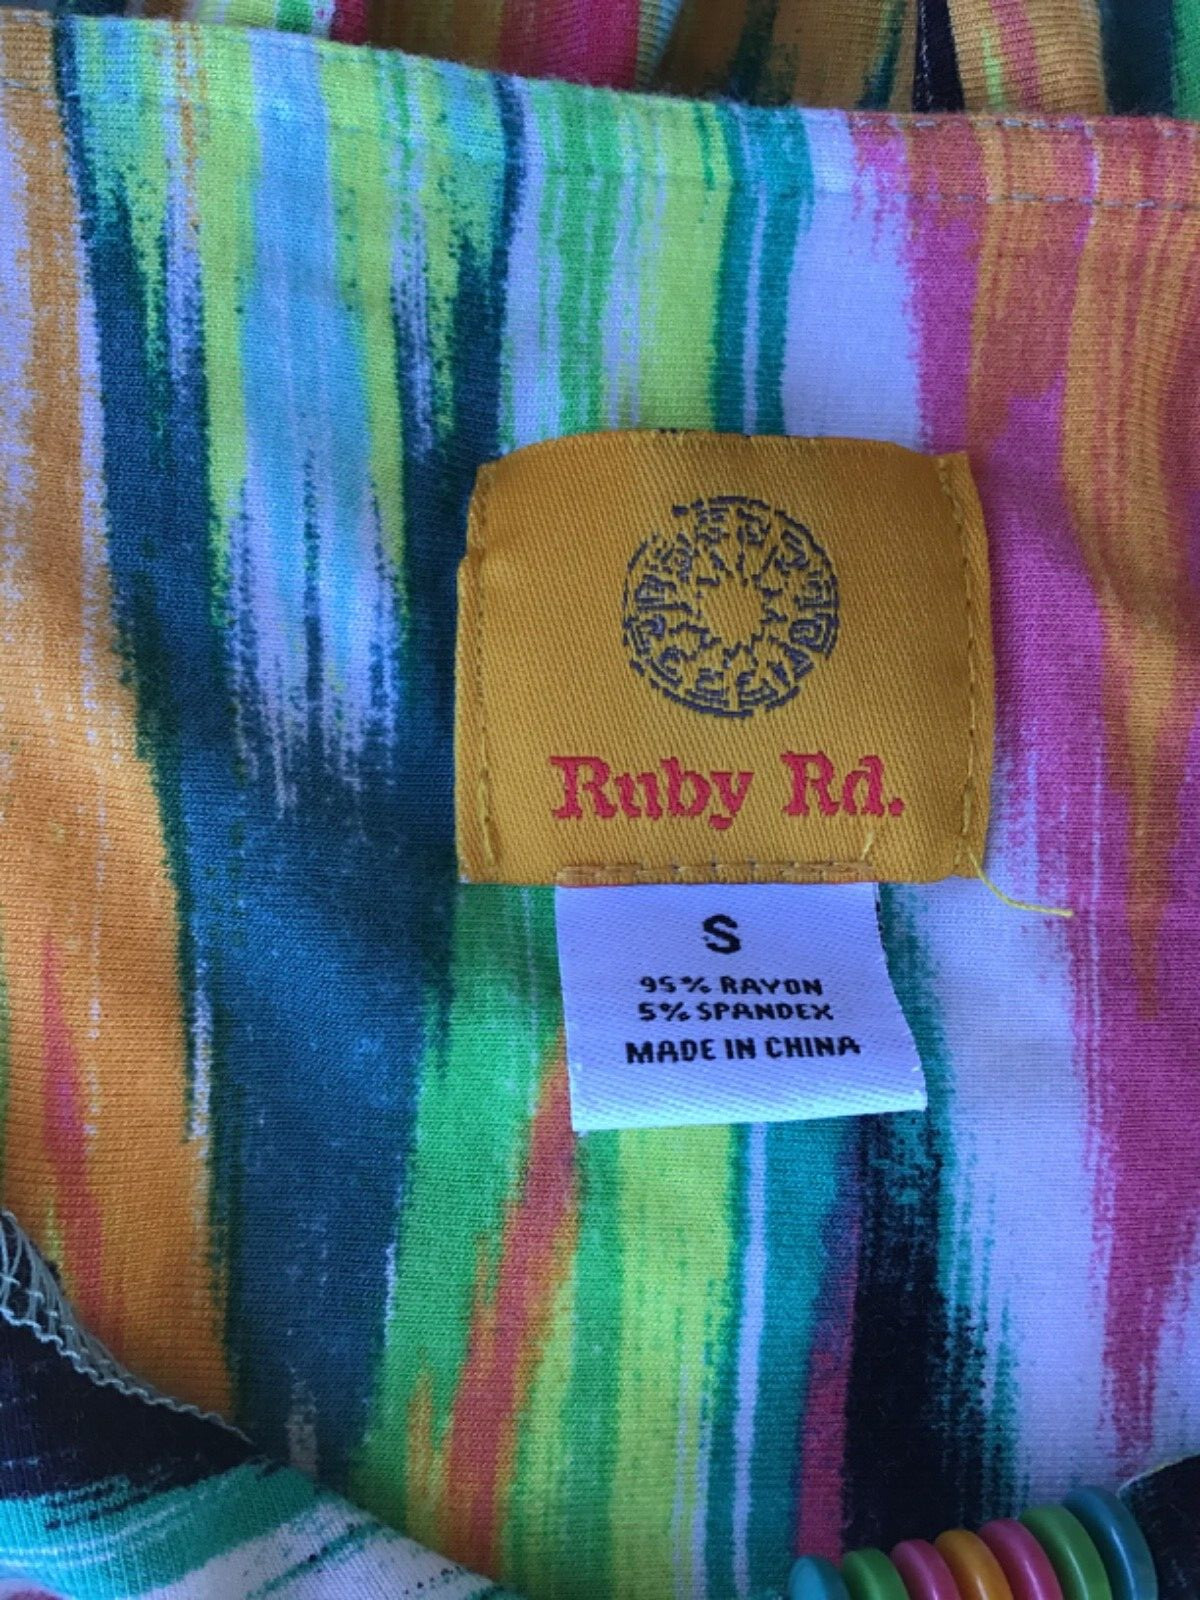 Ruby Rd.
S
95% RAYON
5% SPANDEX
MADE IN CHINA